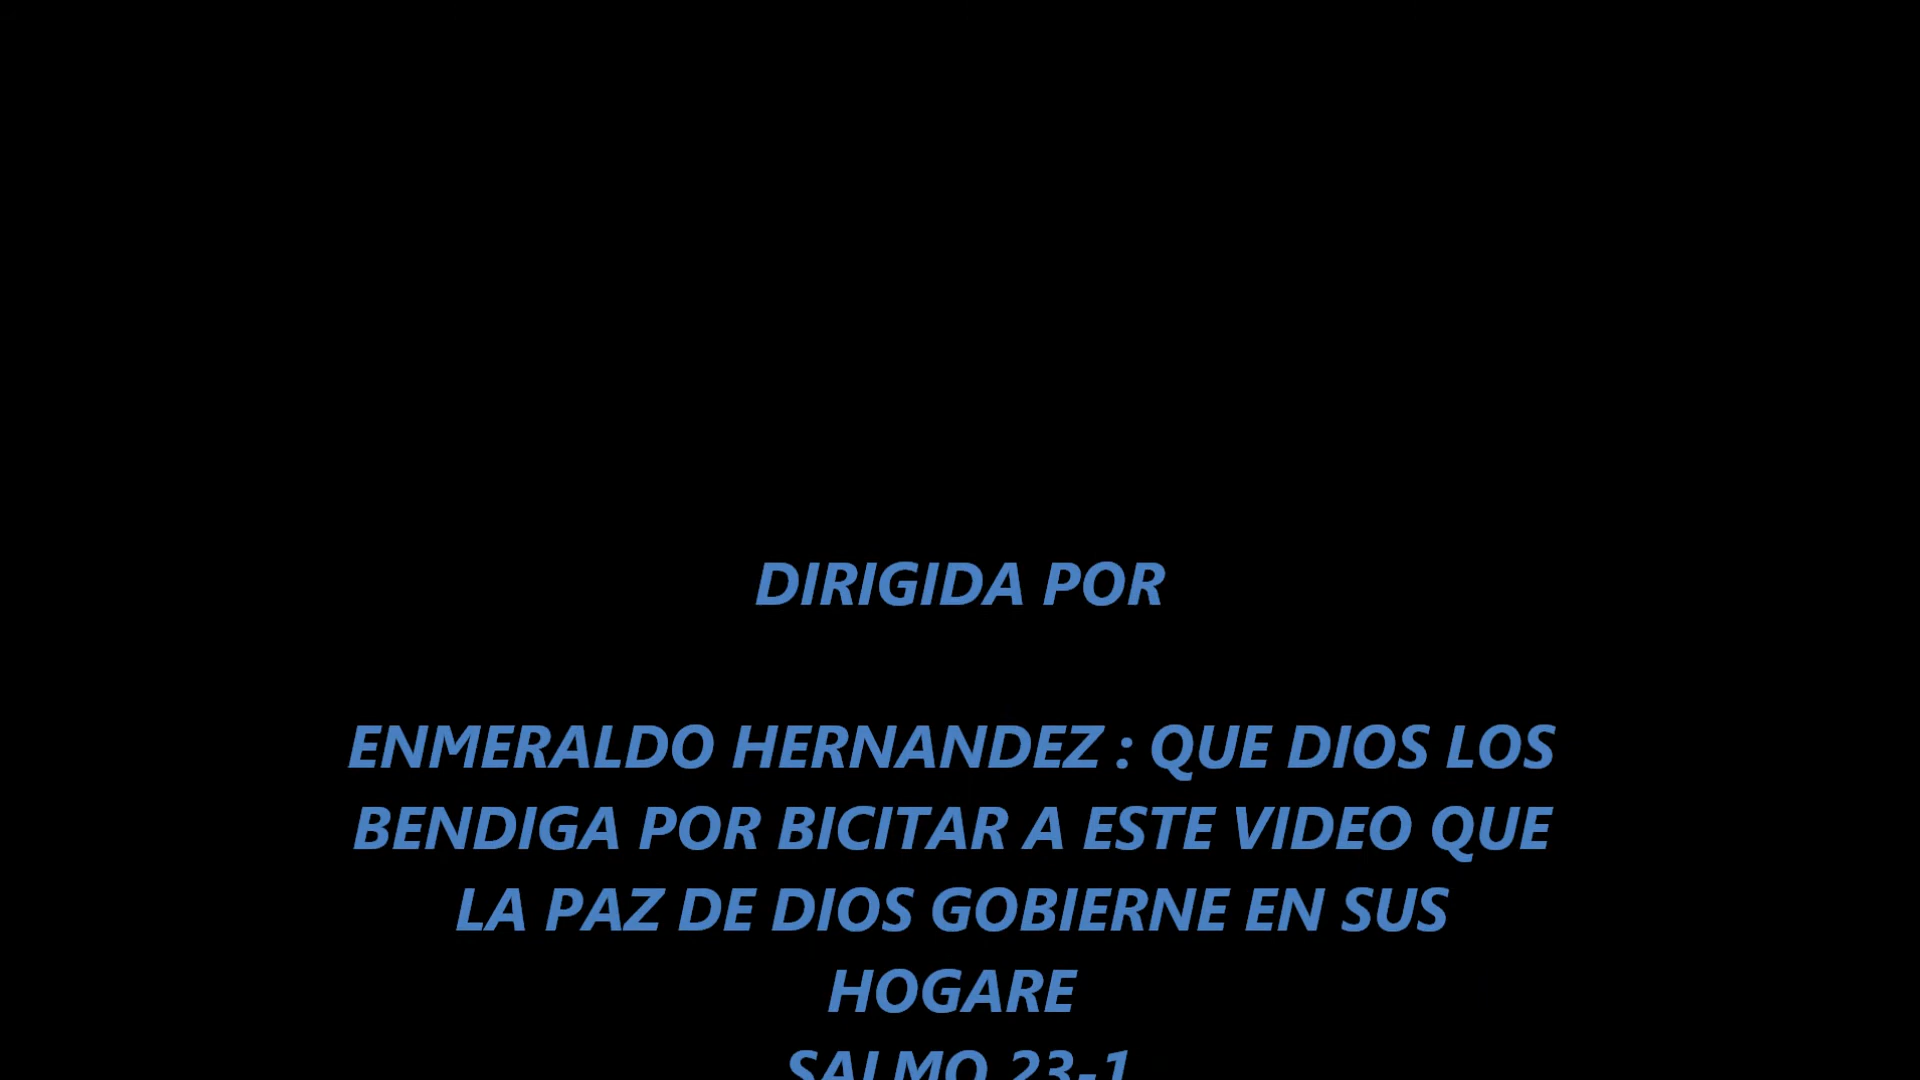 DIRIGIDA POR
ENMERALDO HERNANDEZ : QUE DIOS LOS
BENDIGA POR BICITAR A ESTE VIDEO QUE
LA PAZ DE DIOS GOBIERNE EN SUS
HOGARE
SALMO 23-1